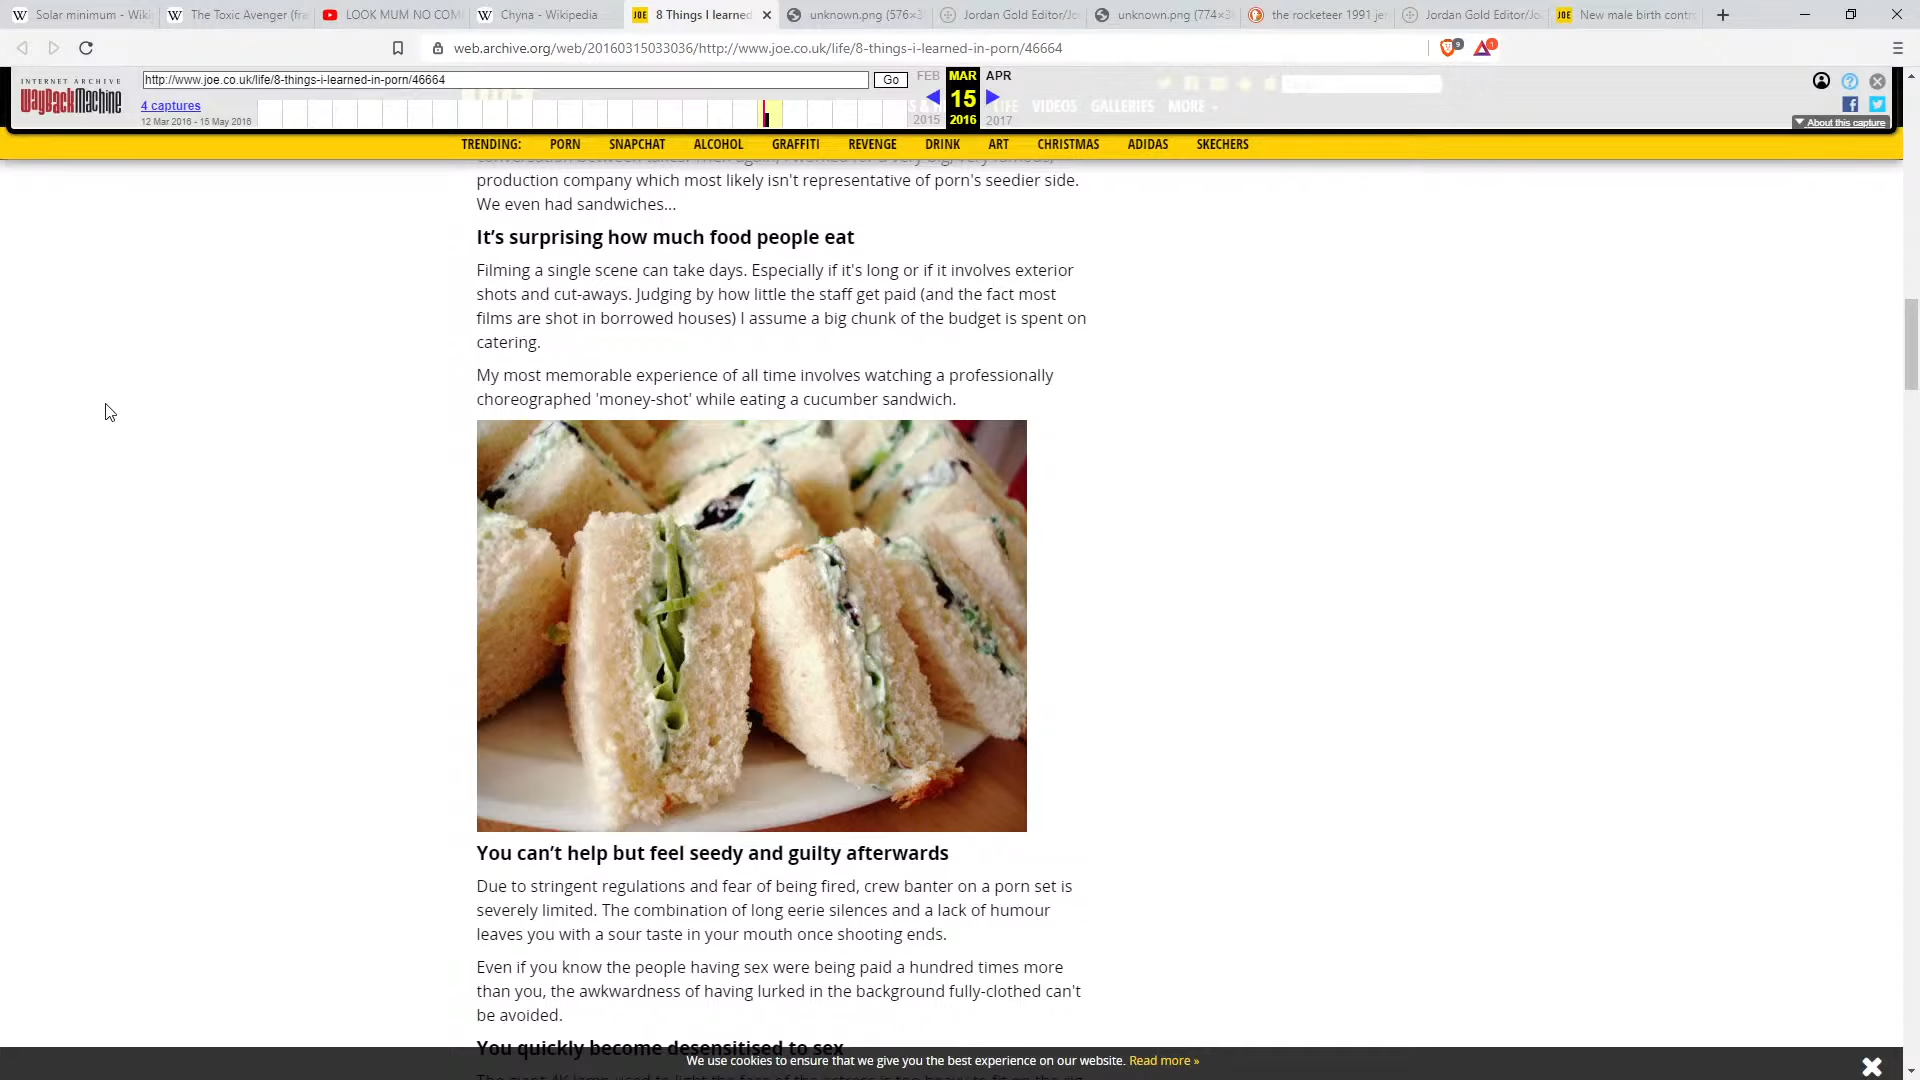 Solar minimum - Wiki
The Toxic Avenger (fra
LOOK MUM NO COM
Chyna - Wikipedia
8 Things I learned
unknown.png (576×3
Jordan Gold Editor/Jo
unknown.png (774×3
the rocketeer 1991 je
Jordan Gold Editor/Jo
New male birth contr
web.archive.org/web/20160315033036/http://www.joe.co.uk/life/8-things-i-learned-in-porn/46664
9
1
INTERNET ARCHIVE
WayBackMachine
http://www.joe.co.uk/life/8-things-i-learned-in-porn/46664
Go
FEB MAR APR
4 captures
15
12 Mar 2016 - 15 May 2016
2015 2016 2017
LIFE VIDEOS GALLERIES MORE
About this capture
TRENDING: PORN SNAPCHAT ALCOHOL GRAFFITI REVENGE DRINK ART CHRISTMAS ADIDAS SKECHERS
production company which most likely isn't representative of porn's seedier side.
We even had sandwiches...
It’s surprising how much food people eat
Filming a single scene can take days. Especially if it's long or if it involves exterior
shots and cut-aways. Judging by how little the staff get paid (and the fact most
films are shot in borrowed houses) I assume a big chunk of the budget is spent on
catering.
My most memorable experience of all time involves watching a professionally
choreographed 'money-shot' while eating a cucumber sandwich.
You can’t help but feel seedy and guilty afterwards
Due to stringent regulations and fear of being fired, crew banter on a porn set is
severely limited. The combination of long eerie silences and a lack of humour
leaves you with a sour taste in your mouth once shooting ends.
Even if you know the people having sex were being paid a hundred times more
than you, the awkwardness of having lurked in the background fully-clothed can't
be avoided.
You quickly become desensitised to sex
We use cookies to ensure that we give you the best experience on our website. Read more »